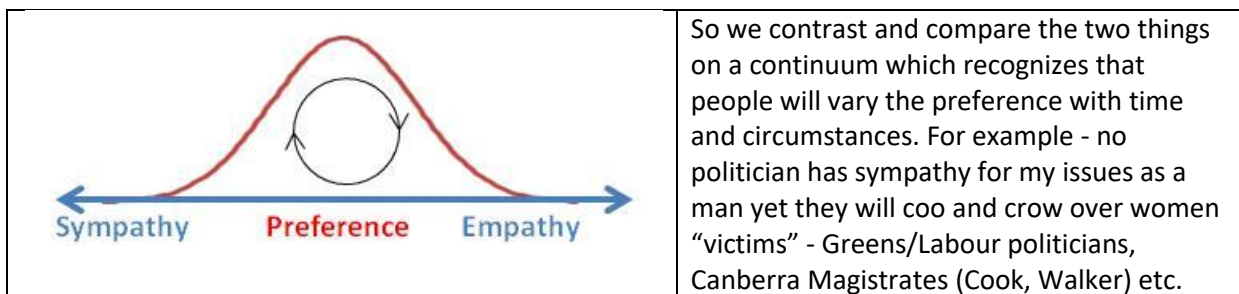 Sympathy Preference Empathy
So we contrast and compare the two things
on a continuum which recognizes that
people will vary the preference with time
and circumstances. For example - no
politician has sympathy for my issues as a
man yet they will coo and crow over women
“victims” - Greens/Labour politicians,
Canberra Magistrates (Cook, Walker) etc.